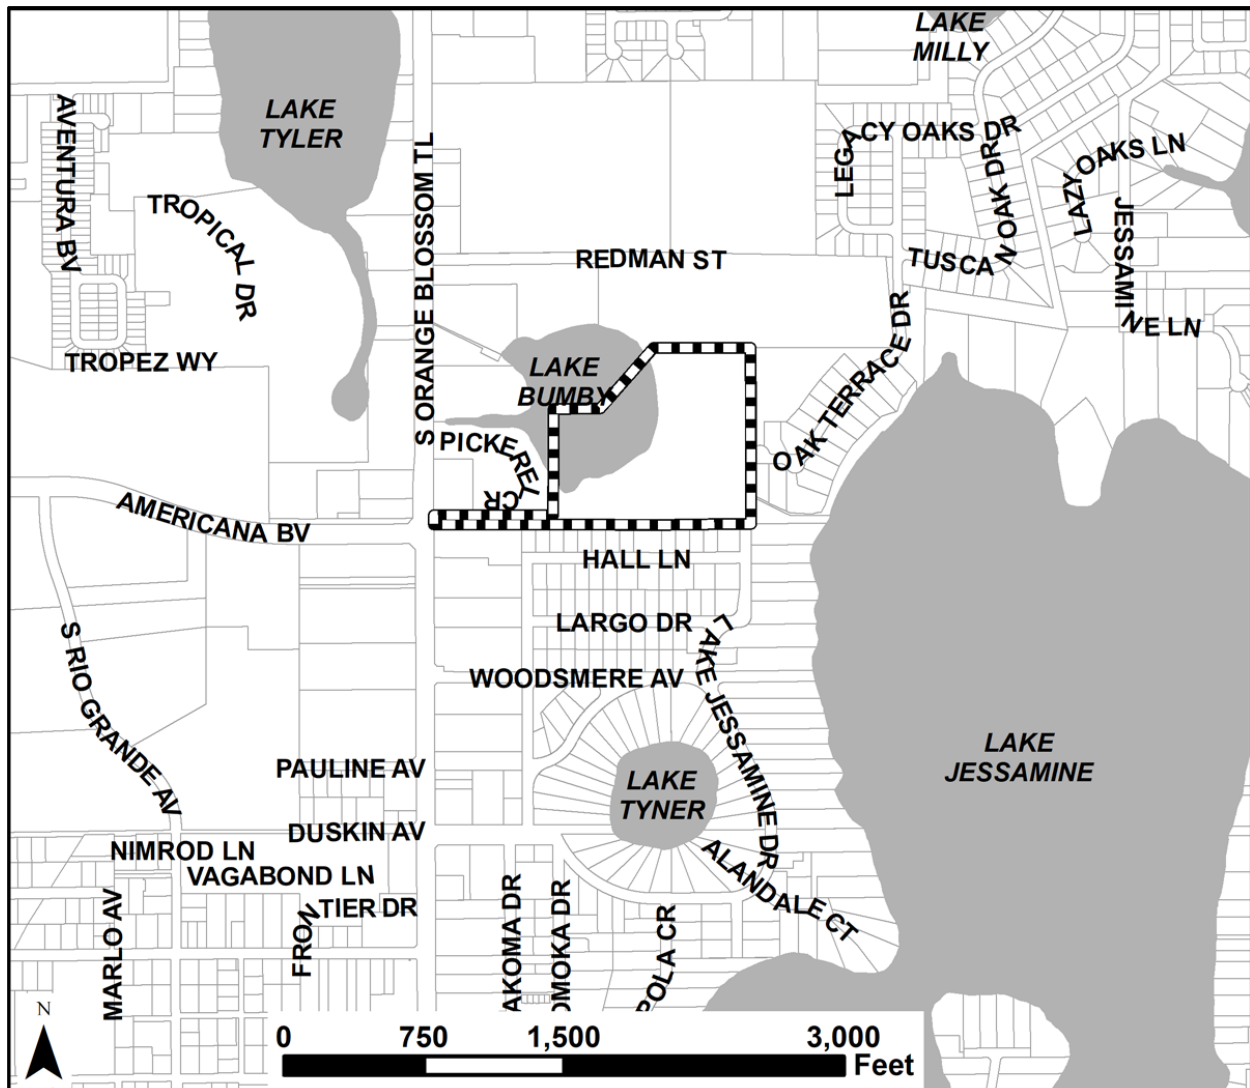 LAKE
MILLY
LAKE
TYLER
AVENTURA BV
TROPICAL DR
S ORANGE BLOSSOM TL
LEGACY OAKS DR
TUSCAN OAK DR
LAZY OAKS LN
JESSAMINE LN
REDMAN ST
TROPEZ WY
LAKE
BUMBY
OAK TERRACE DR
PICKEREL CR
AMERICANA BV
HALL LN
LARGO DR
LAKE JESSAMINE DR
WOODSMERE AV
S RIO GRANDE AV
LAKE
JESSAMINE
PAULINE AV
LAKE
TYNER
DUSKIN AV
NIMROD LN
VAGABOND LN
ALANDALE CT
MARLO AV
FRONTIER DR
AKOMA DR
OMOKA DR
POLA CR
N
0 750 1,500 3,000
Feet